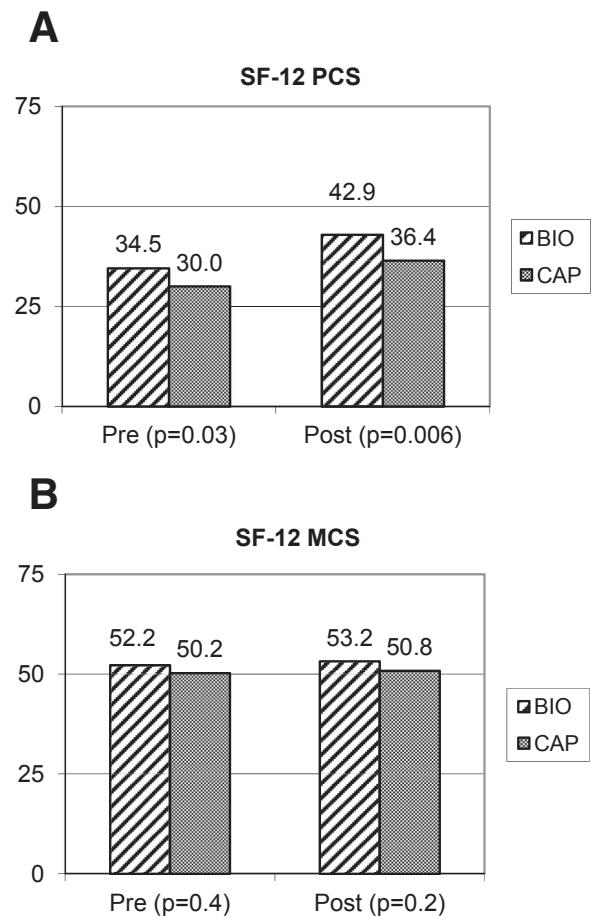 A
SF-12 PCS
75
50
25
0
34.5
30.0
42.9
36.4
BIO
CAP
Pre (p=0.03)
Post (p=0.006)
B
SF-12 MCS
75
50
25
0
52.2
50.2
53.2
50.8
BIO
CAP
Pre (p=0.4)
Post (p=0.2)